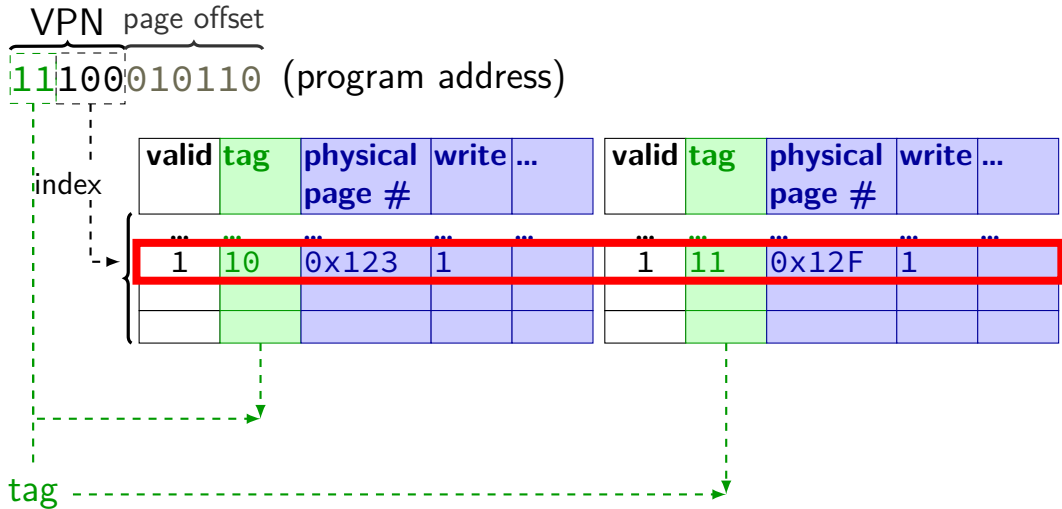 VPN page offset
11100010110 (program address)
valid tag physical page # write ... valid tag physical page # write ...
index
... ... ... ... ... ... ... ... ... ...
1 10 0x123 1 1 11 0x12F 1
tag